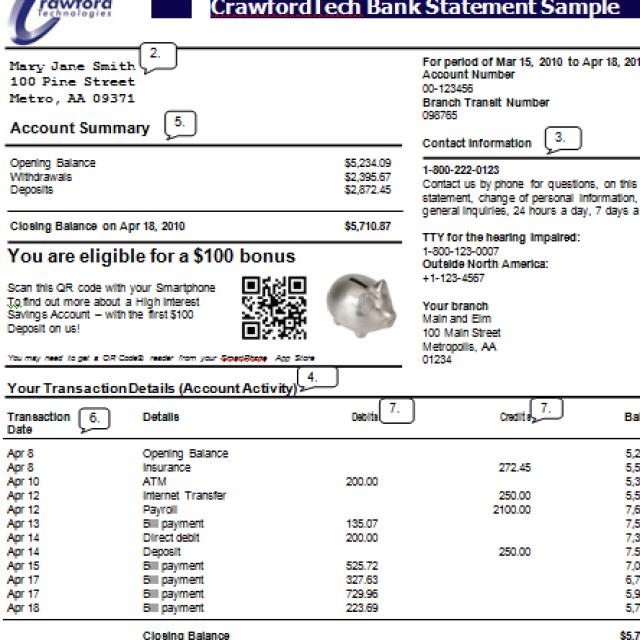 Crawford
Technologies
CrawfordTech Bank Statement Sample
Mary Jane Smith
100 Pine Street
Metro, AA 09371
2.
For period of Mar 15, 2010 to Apr 18, 201
Account Number
00-123456
Branch Transit Number
098765
Account Summary
5.
Contact Information
3.
Opening Balance $5,234.09
Withdrawals $2,395.67
Deposits $2,872.45
Closing Balance on Apr 18, 2010 $5,710.87
1-800-222-0123
Contact us by phone for questions, on this
statement, change of personal information,
general inquiries, 24 hours a day, 7 days a
TTY for the hearing impaired:
1-800-123-0007
Outside North America:
+1-123-4567
Your branch
Main and Elm
100 Main Street
Metropolis, AA
01234
You are eligible for a $100 bonus
Scan this QR code with your Smartphone
To find out more about a High Interest
Savings Account – with the first $100
Deposit on us!
You may need to get a QR Code® reader from your SmartPhone App Store
Your Transaction Details (Account Activity)
4.
Transaction Date 6. Details Debits 7. Credits 7. Bal
Apr 8 Opening Balance 5,2
Apr 8 Insurance 272.45 5,5
Apr 10 ATM 200.00 5,3
Apr 12 Internet Transfer 250.00 5,5
Apr 12 Payroll 2100.00 7,6
Apr 13 Bill payment 135.07 7,5
Apr 14 Direct debit 200.00 7,3
Apr 14 Deposit 250.00 7,5
Apr 15 Bill payment 525.72 7,0
Apr 17 Bill payment 327.63 6,7
Apr 17 Bill payment 729.96 5,9
Apr 18 Bill payment 223.69 5,7
Closing Balance $5,7